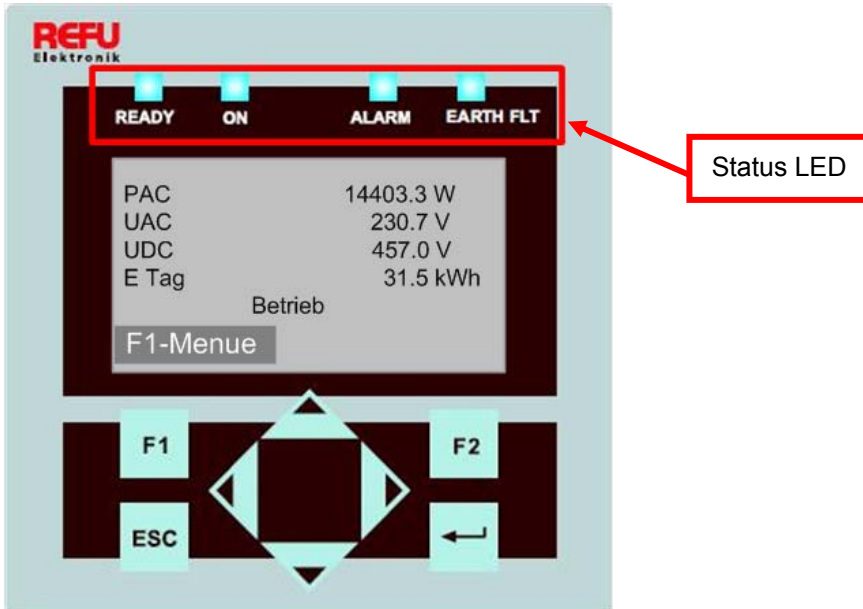 REFU
Elektronik
READY ON ALARM EARTH FLT
Status LED
PAC 14403.3 W
UAC 230.7 V
UDC 457.0 V
E Tag 31.5 kWh
Betrieb
F1-Menue
F1 F2
ESC